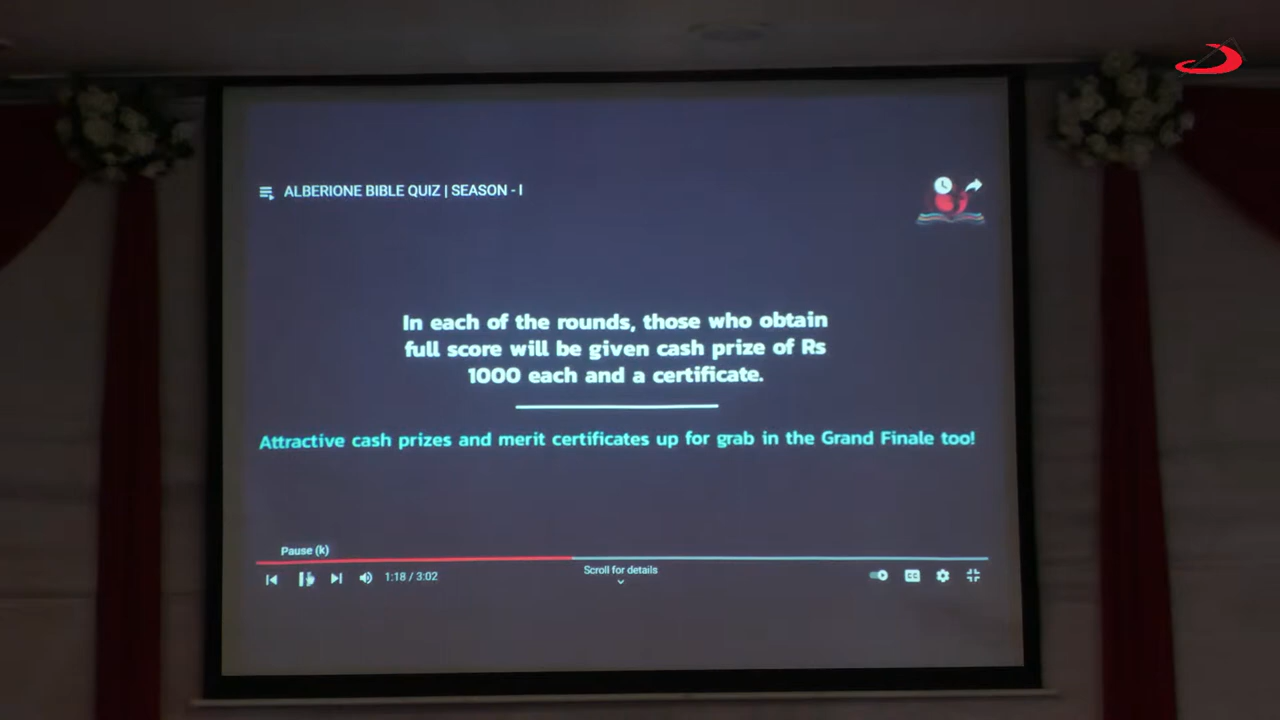 ALBERIONE BIBLE QUIZ | SEASON - I
In each of the rounds, those who obtain
full score will be given cash prize of Rs
1000 each and a certificate.
Attractive cash prizes and merit certificates up for grab in the Grand Finale too!
Pause (k)
1:18 / 3:02
Scroll for details
CC